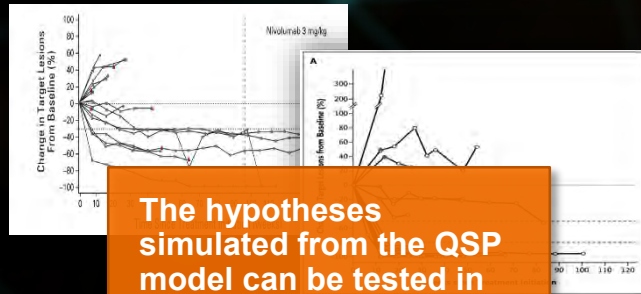 100
80
60
40
20
0
−20
−40
−60
−80
−100
Change in Target Lesions
From Baseline (%)
Nivolumab 3 mg/kg
0 10
A
300
200
100
80
60
40
Lesions from Baseline (%)
90 100 110 120
The hypotheses
simulated from the QSP
model can be tested in